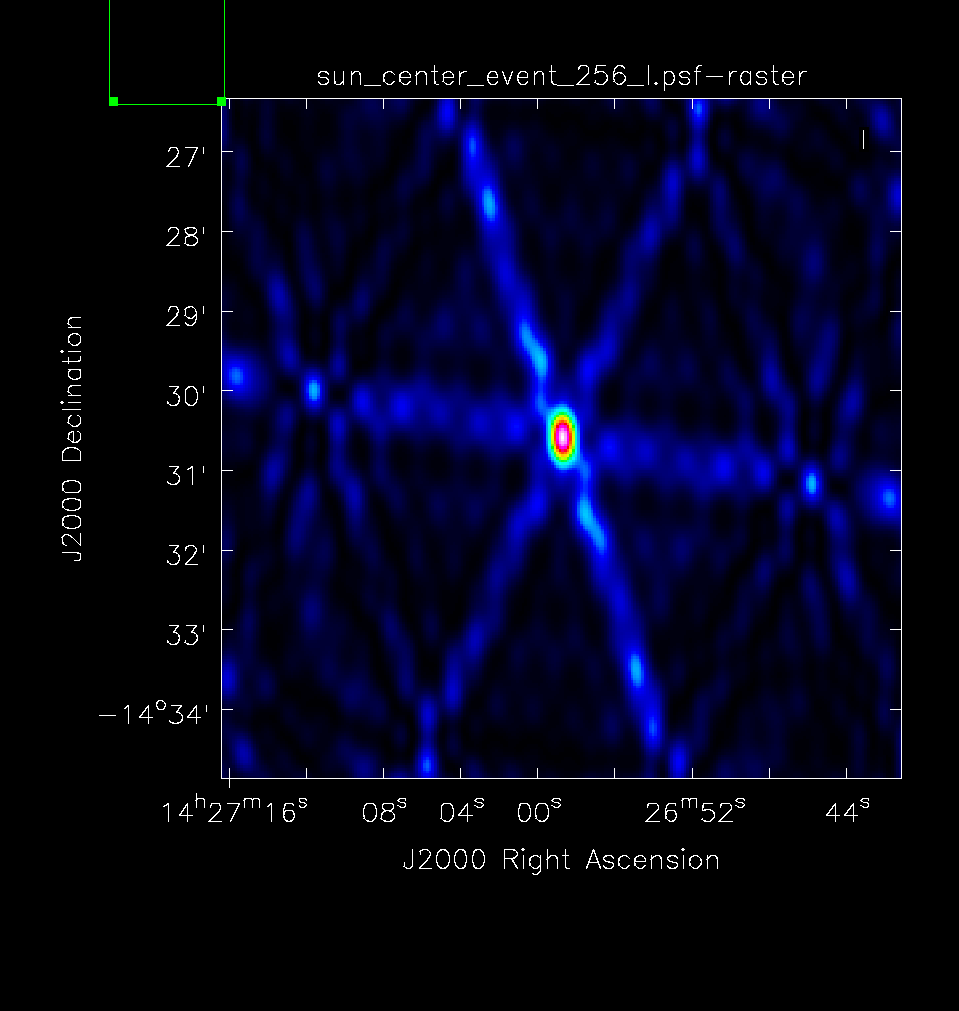 sun_center_event_256_I.psf-raster
I
27'
28'
29'
30'
31'
32'
33'
-14°34'
J2000 Declination
14ʰ27ᵐ16ˢ 08ˢ 04ˢ 00ˢ 26ᵐ52ˢ 44ˢ
J2000 Right Ascension